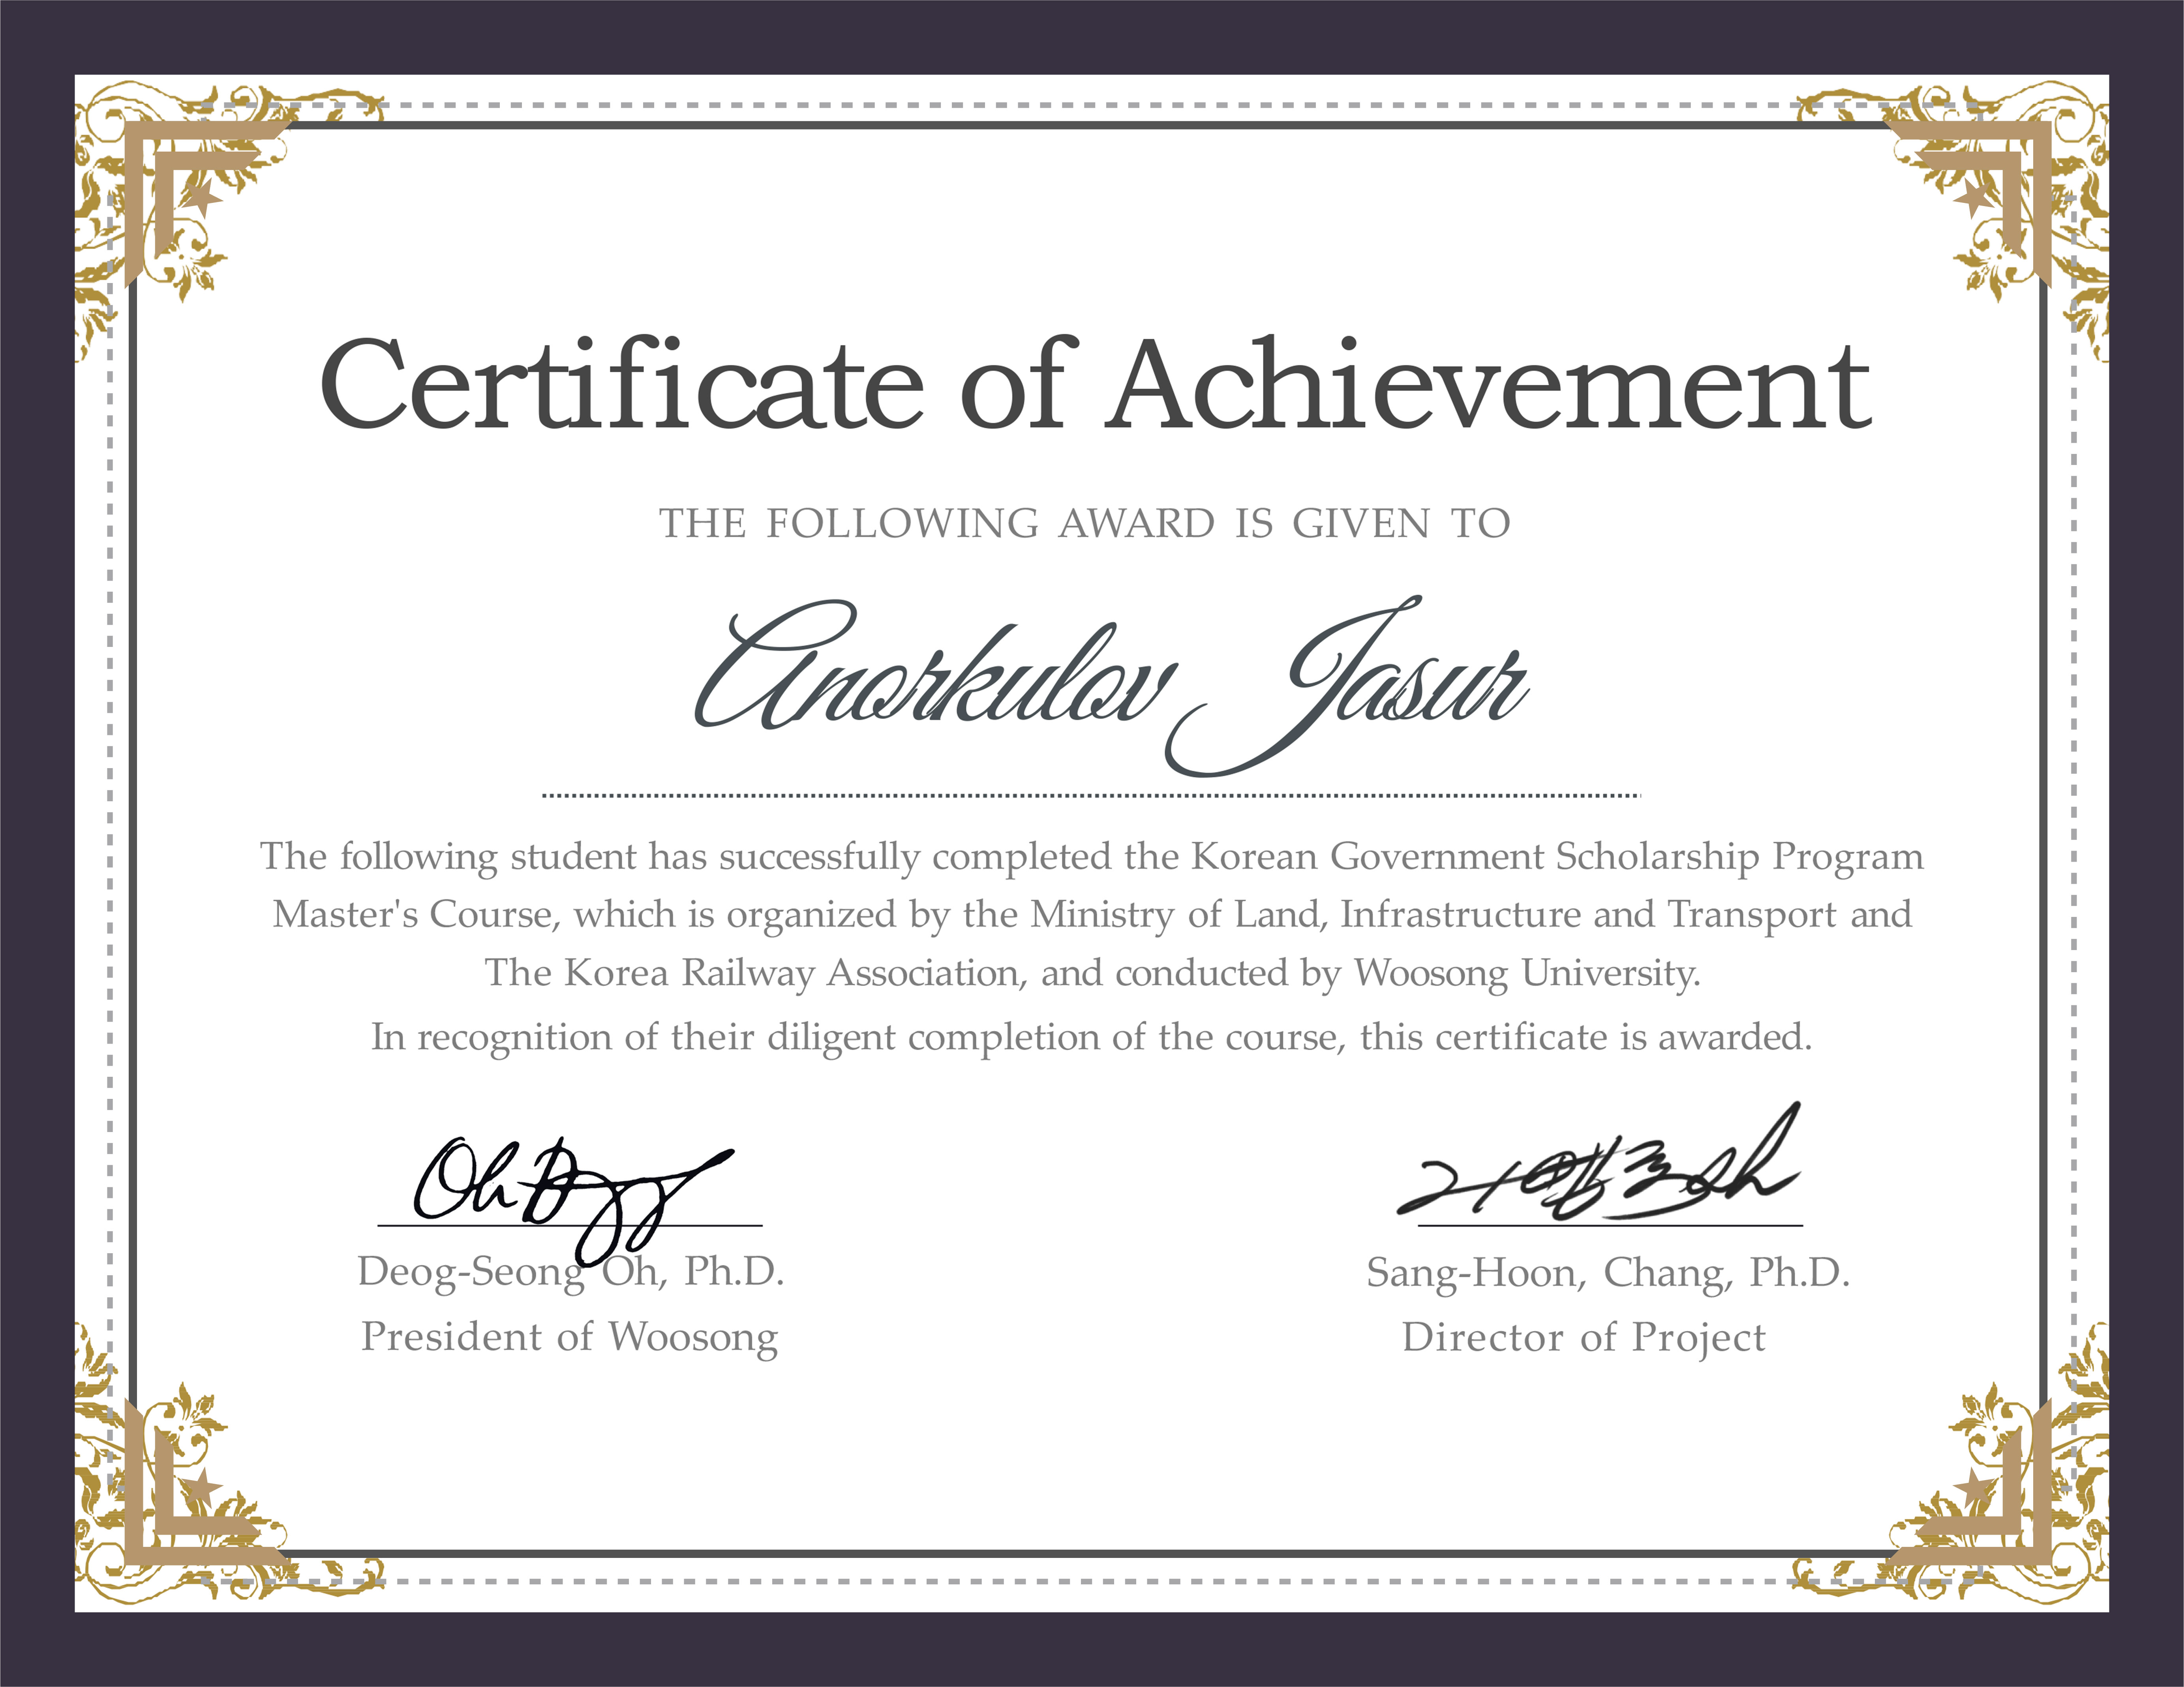 Certificate of Achievement
THE FOLLOWING AWARD IS GIVEN TO
Anorkulov Jasur
The following student has successfully completed the Korean Government Scholarship Program
Master's Course, which is organized by the Ministry of Land, Infrastructure and Transport and
The Korea Railway Association, and conducted by Woosong University.
In recognition of their diligent completion of the course, this certificate is awarded.
Deog-Seong Oh, Ph.D.
President of Woosong
Sang-Hoon, Chang, Ph.D.
Director of Project